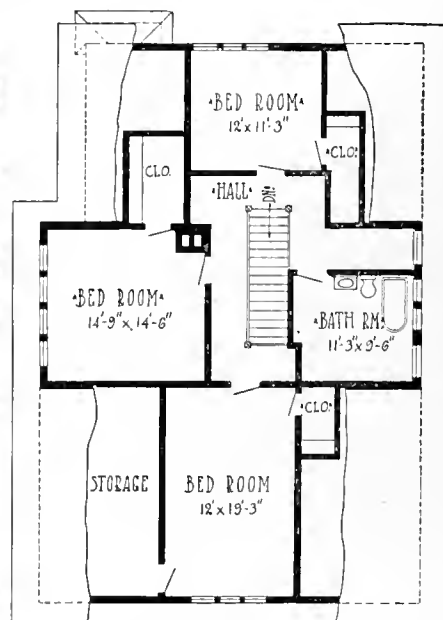 BED ROOM
12' x 11'-3"
CLO.
CLO.
HALL
DN.
BED ROOM
14'-9" x 14'-6"
BATH RM.
11'-3" x 9'-6"
CLO.
STORAGE
BED ROOM
12' x 19'-3"